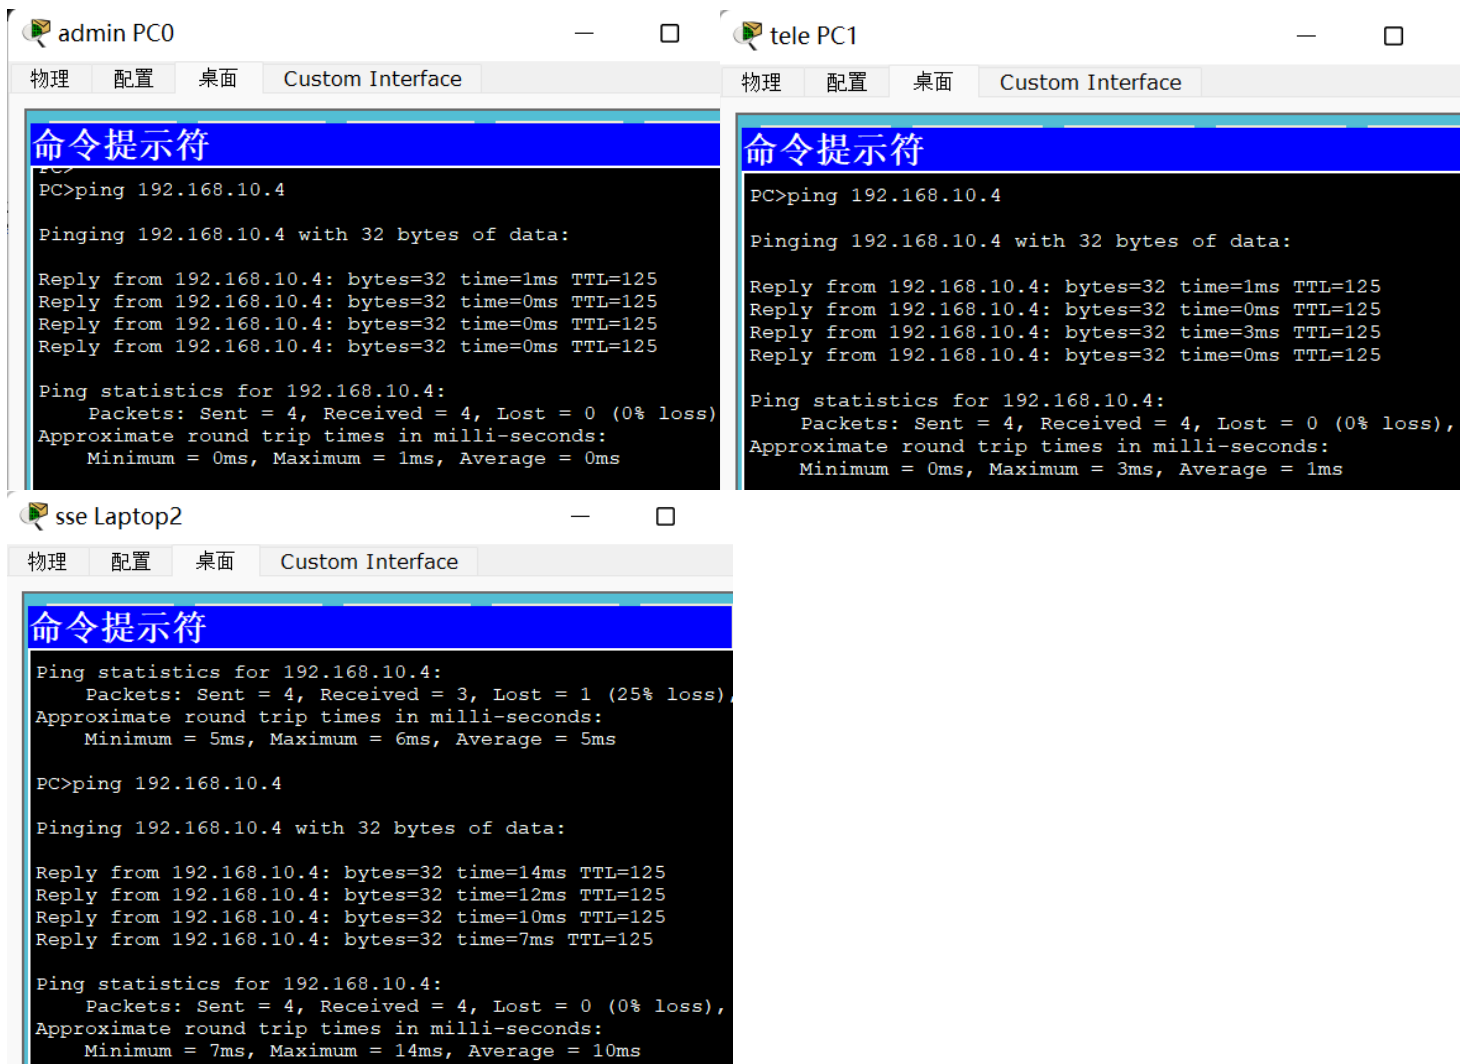 admin PC0
物理 配置 桌面 Custom Interface
命令提示符
PC>
PC>ping 192.168.10.4
Pinging 192.168.10.4 with 32 bytes of data:
Reply from 192.168.10.4: bytes=32 time=1ms TTL=125
Reply from 192.168.10.4: bytes=32 time=0ms TTL=125
Reply from 192.168.10.4: bytes=32 time=0ms TTL=125
Reply from 192.168.10.4: bytes=32 time=0ms TTL=125
Ping statistics for 192.168.10.4:
Packets: Sent = 4, Received = 4, Lost = 0 (0% loss)
Approximate round trip times in milli-seconds:
Minimum = 0ms, Maximum = 1ms, Average = 0ms
tele PC1
物理 配置 桌面 Custom Interface
命令提示符
PC>ping 192.168.10.4
Pinging 192.168.10.4 with 32 bytes of data:
Reply from 192.168.10.4: bytes=32 time=1ms TTL=125
Reply from 192.168.10.4: bytes=32 time=0ms TTL=125
Reply from 192.168.10.4: bytes=32 time=3ms TTL=125
Reply from 192.168.10.4: bytes=32 time=0ms TTL=125
Ping statistics for 192.168.10.4:
Packets: Sent = 4, Received = 4, Lost = 0 (0% loss),
Approximate round trip times in milli-seconds:
Minimum = 0ms, Maximum = 3ms, Average = 1ms
sse Laptop2
物理 配置 桌面 Custom Interface
命令提示符
Ping statistics for 192.168.10.4:
Packets: Sent = 4, Received = 3, Lost = 1 (25% loss),
Approximate round trip times in milli-seconds:
Minimum = 5ms, Maximum = 6ms, Average = 5ms
PC>ping 192.168.10.4
Pinging 192.168.10.4 with 32 bytes of data:
Reply from 192.168.10.4: bytes=32 time=14ms TTL=125
Reply from 192.168.10.4: bytes=32 time=12ms TTL=125
Reply from 192.168.10.4: bytes=32 time=10ms TTL=125
Reply from 192.168.10.4: bytes=32 time=7ms TTL=125
Ping statistics for 192.168.10.4:
Packets: Sent = 4, Received = 4, Lost = 0 (0% loss),
Approximate round trip times in milli-seconds:
Minimum = 7ms, Maximum = 14ms, Average = 10ms